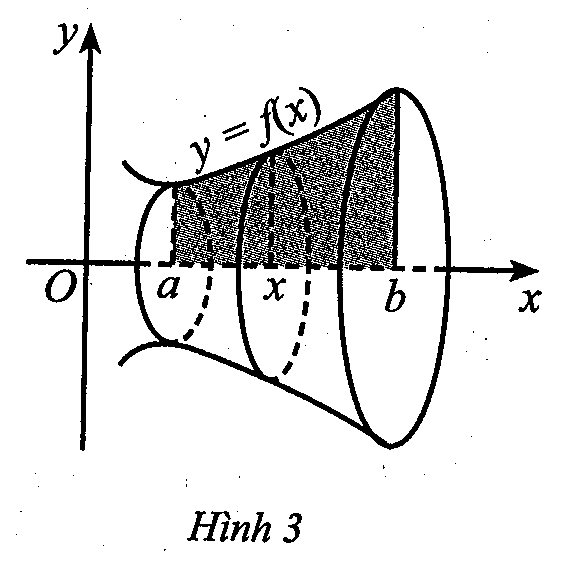 y
y = f(x)
O a x b x
Hình 3